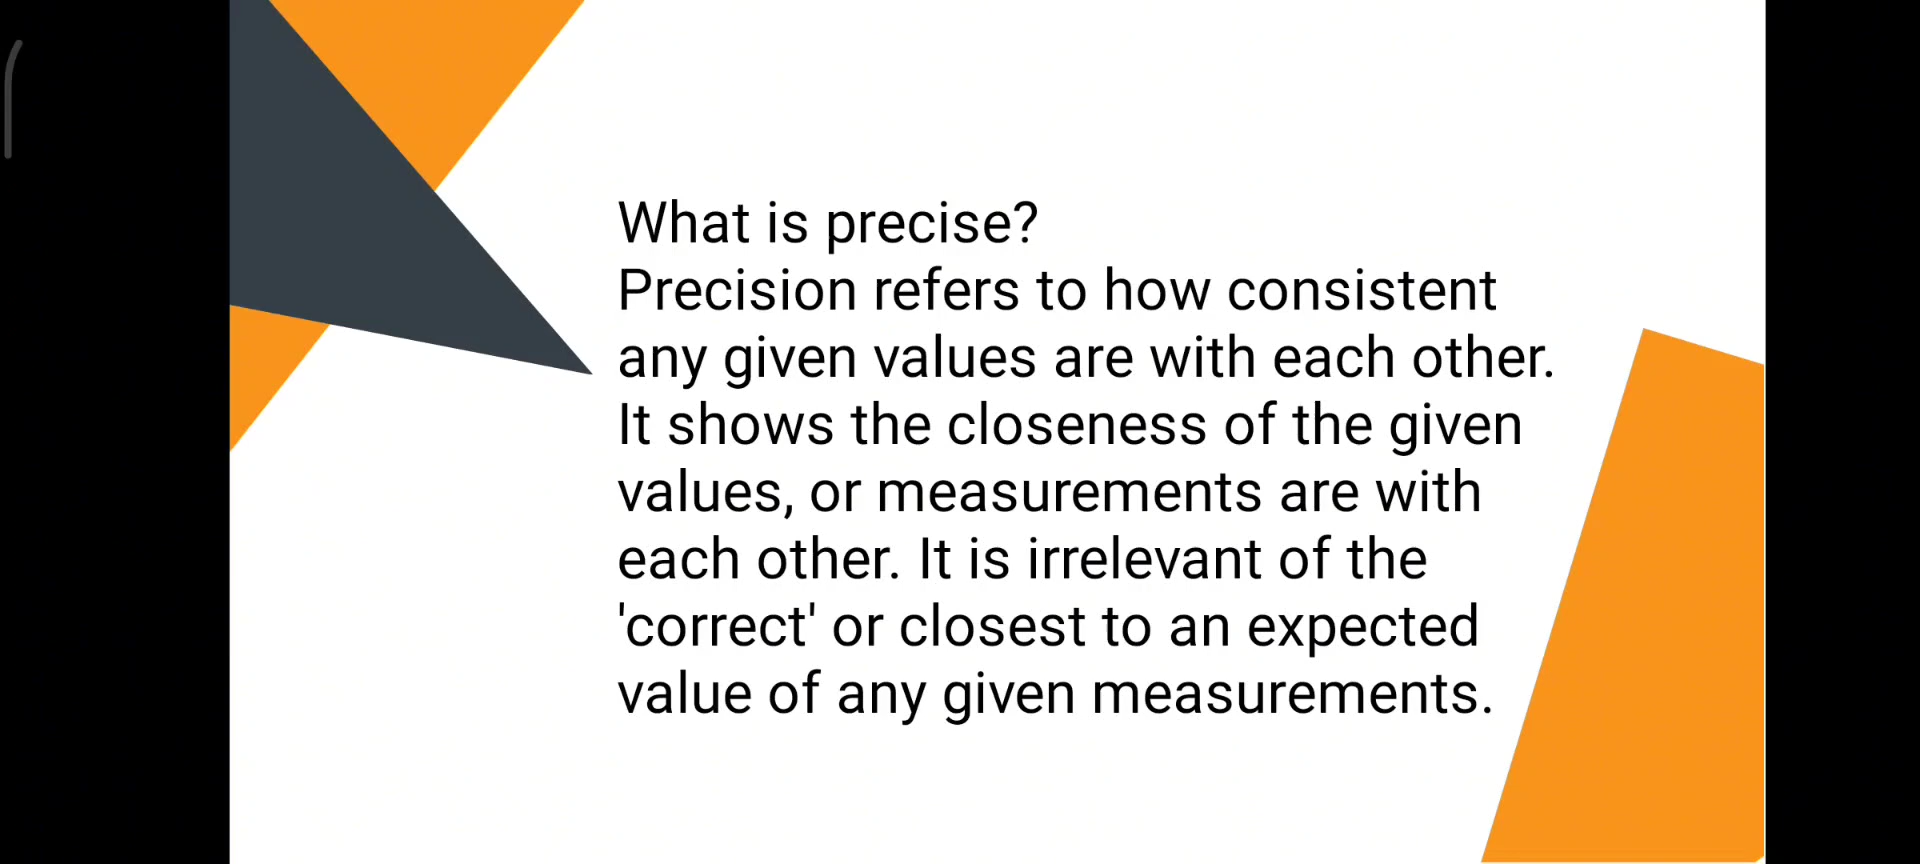 What is precise?
Precision refers to how consistent
any given values are with each other.
It shows the closeness of the given
values, or measurements are with
each other. It is irrelevant of the
'correct' or closest to an expected
value of any given measurements.